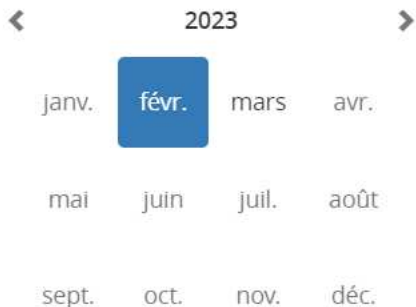 2023
janv. févr. mars avr.
mai juin juil. août
sept. oct. nov. déc.